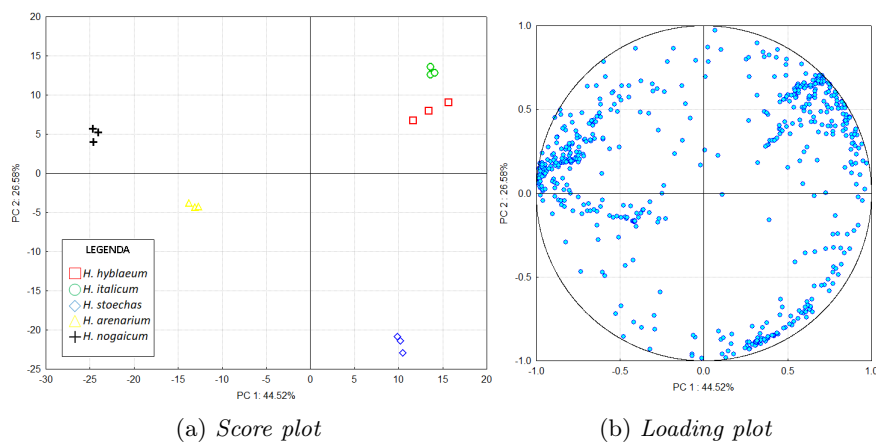 20
15
10
5
0
-5
-10
-15
-20
-25
PC 2: 26.58%
LEGENDA
H. hyblaeum
H. italicum
H. stoechas
H. arenarium
H. nogaicum
-30 -25 -20 -15 -10 -5 0 5 10 15 20
PC 1: 44.52%
(a) Score plot
1.0
0.5
0.0
-0.5
-1.0
PC 2 : 26.58%
-1.0 -0.5 0.0 0.5 1.0
PC 1 : 44.52%
(b) Loading plot